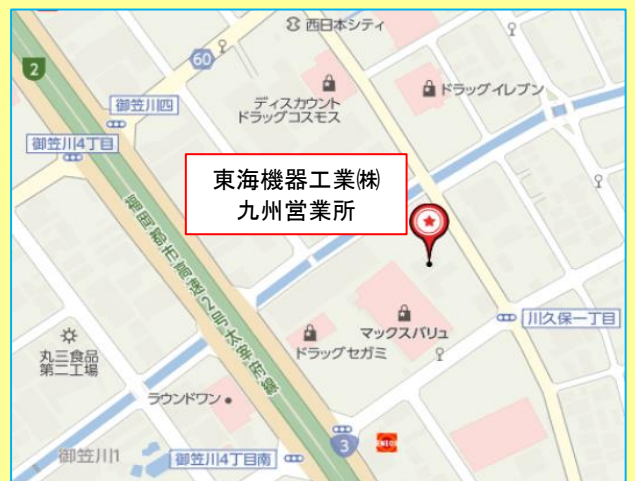 西日本シティ
60
2
御笠川四
ディスカウント
ドラッグコスモス
ドラッグイレブン
御笠川4丁目
東海機器工業㈱
九州営業所
福岡都市高速2号太宰府線
マックスバリュ
川久保一丁目
ドラッグセガミ
丸三食品
第二工場
ラウンドワン
3
ENEOS
御笠川1
御笠川4丁目南